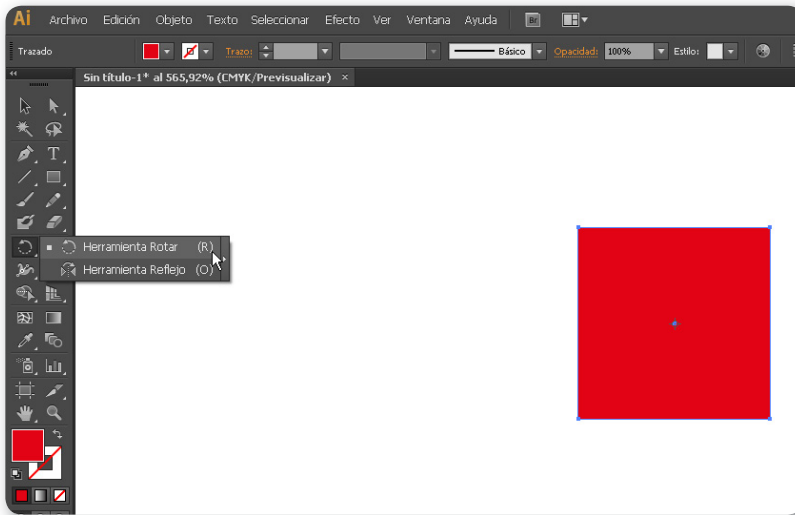 Ai Archivo Edición Objeto Texto Seleccionar Efecto Ver Ventana Ayuda Br
Trazado Trazo: Básico Opacidad: 100% Estilo:
Sin título-1* al 565,92% (CMYK/Previsualizar) ×
Herramienta Rotar (R)
Herramienta Reflejo (O)